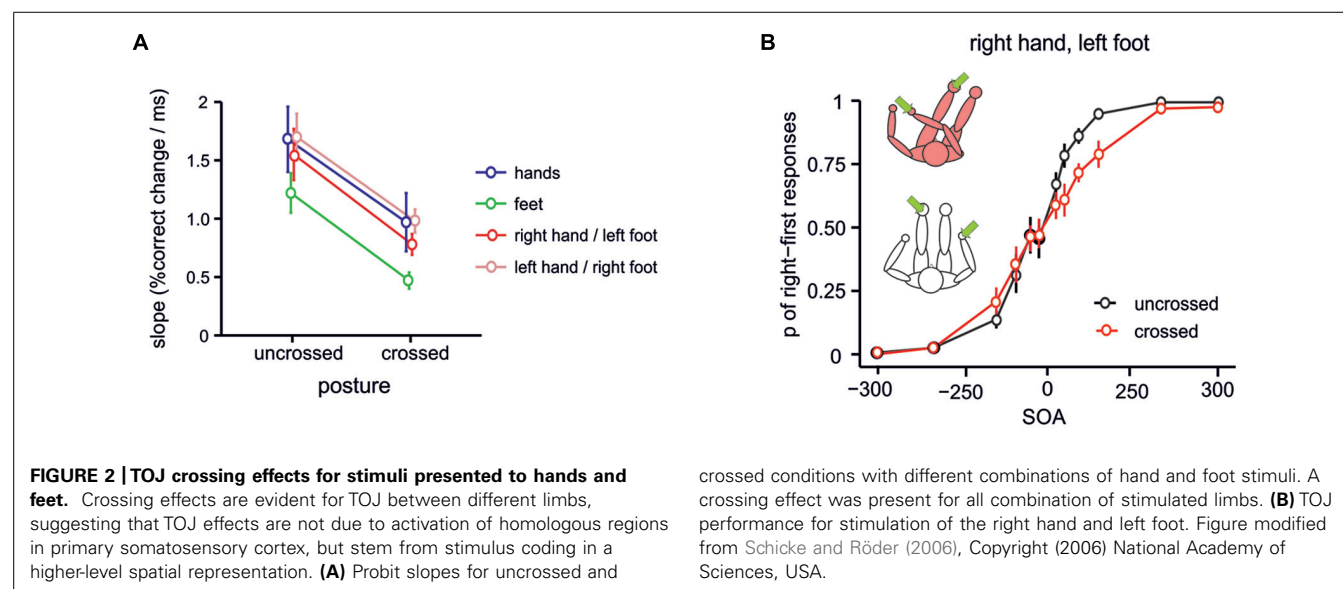 A
slope (%correct change / ms)
2
1.5
1.0
0.5
0
uncrossed
crossed
posture
hands
feet
right hand / left foot
left hand / right foot
B
right hand, left foot
p of right−first responses
1
0.75
0.50
0.25
0
uncrossed
crossed
−300
−250
0
250
300
SOA
FIGURE 2 | TOJ crossing effects for stimuli presented to hands and
feet. Crossing effects are evident for TOJ between different limbs,
suggesting that TOJ effects are not due to activation of homologous regions
in primary somatosensory cortex, but stem from stimulus coding in a
higher-level spatial representation. (A) Probit slopes for uncrossed and
crossed conditions with different combinations of hand and foot stimuli. A
crossing effect was present for all combination of stimulated limbs. (B) TOJ
performance for stimulation of the right hand and left foot. Figure modified
from Schicke and Röder (2006), Copyright (2006) National Academy of
Sciences, USA.